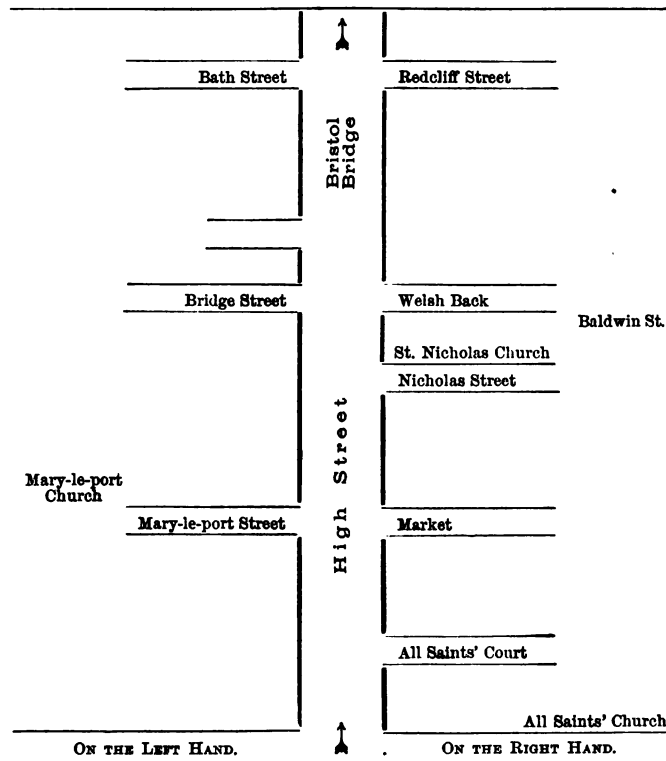 Bath Street
Redcliff Street
Bristol
Bridge
Bridge Street
Welsh Back
Baldwin St.
St. Nicholas Church
Nicholas Street
High Street
Mary-le-port
Church
Mary-le-port Street
Market
All Saints' Court
All Saints' Church
ON THE LEFT HAND.
ON THE RIGHT HAND.